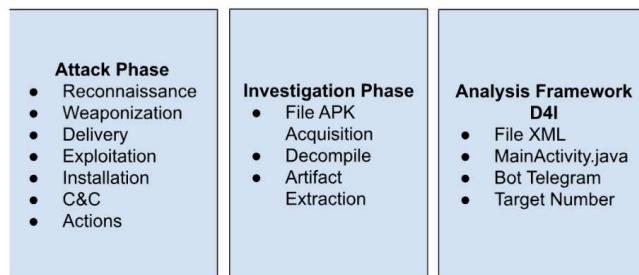 Attack Phase
● Reconnaissance
● Weaponization
● Delivery
● Exploitation
● Installation
● C&C
● Actions
Investigation Phase
● File APK
Acquisition
● Decompile
● Artifact
Extraction
Analysis Framework
D4I
● File XML
● MainActivity.java
● Bot Telegram
● Target Number